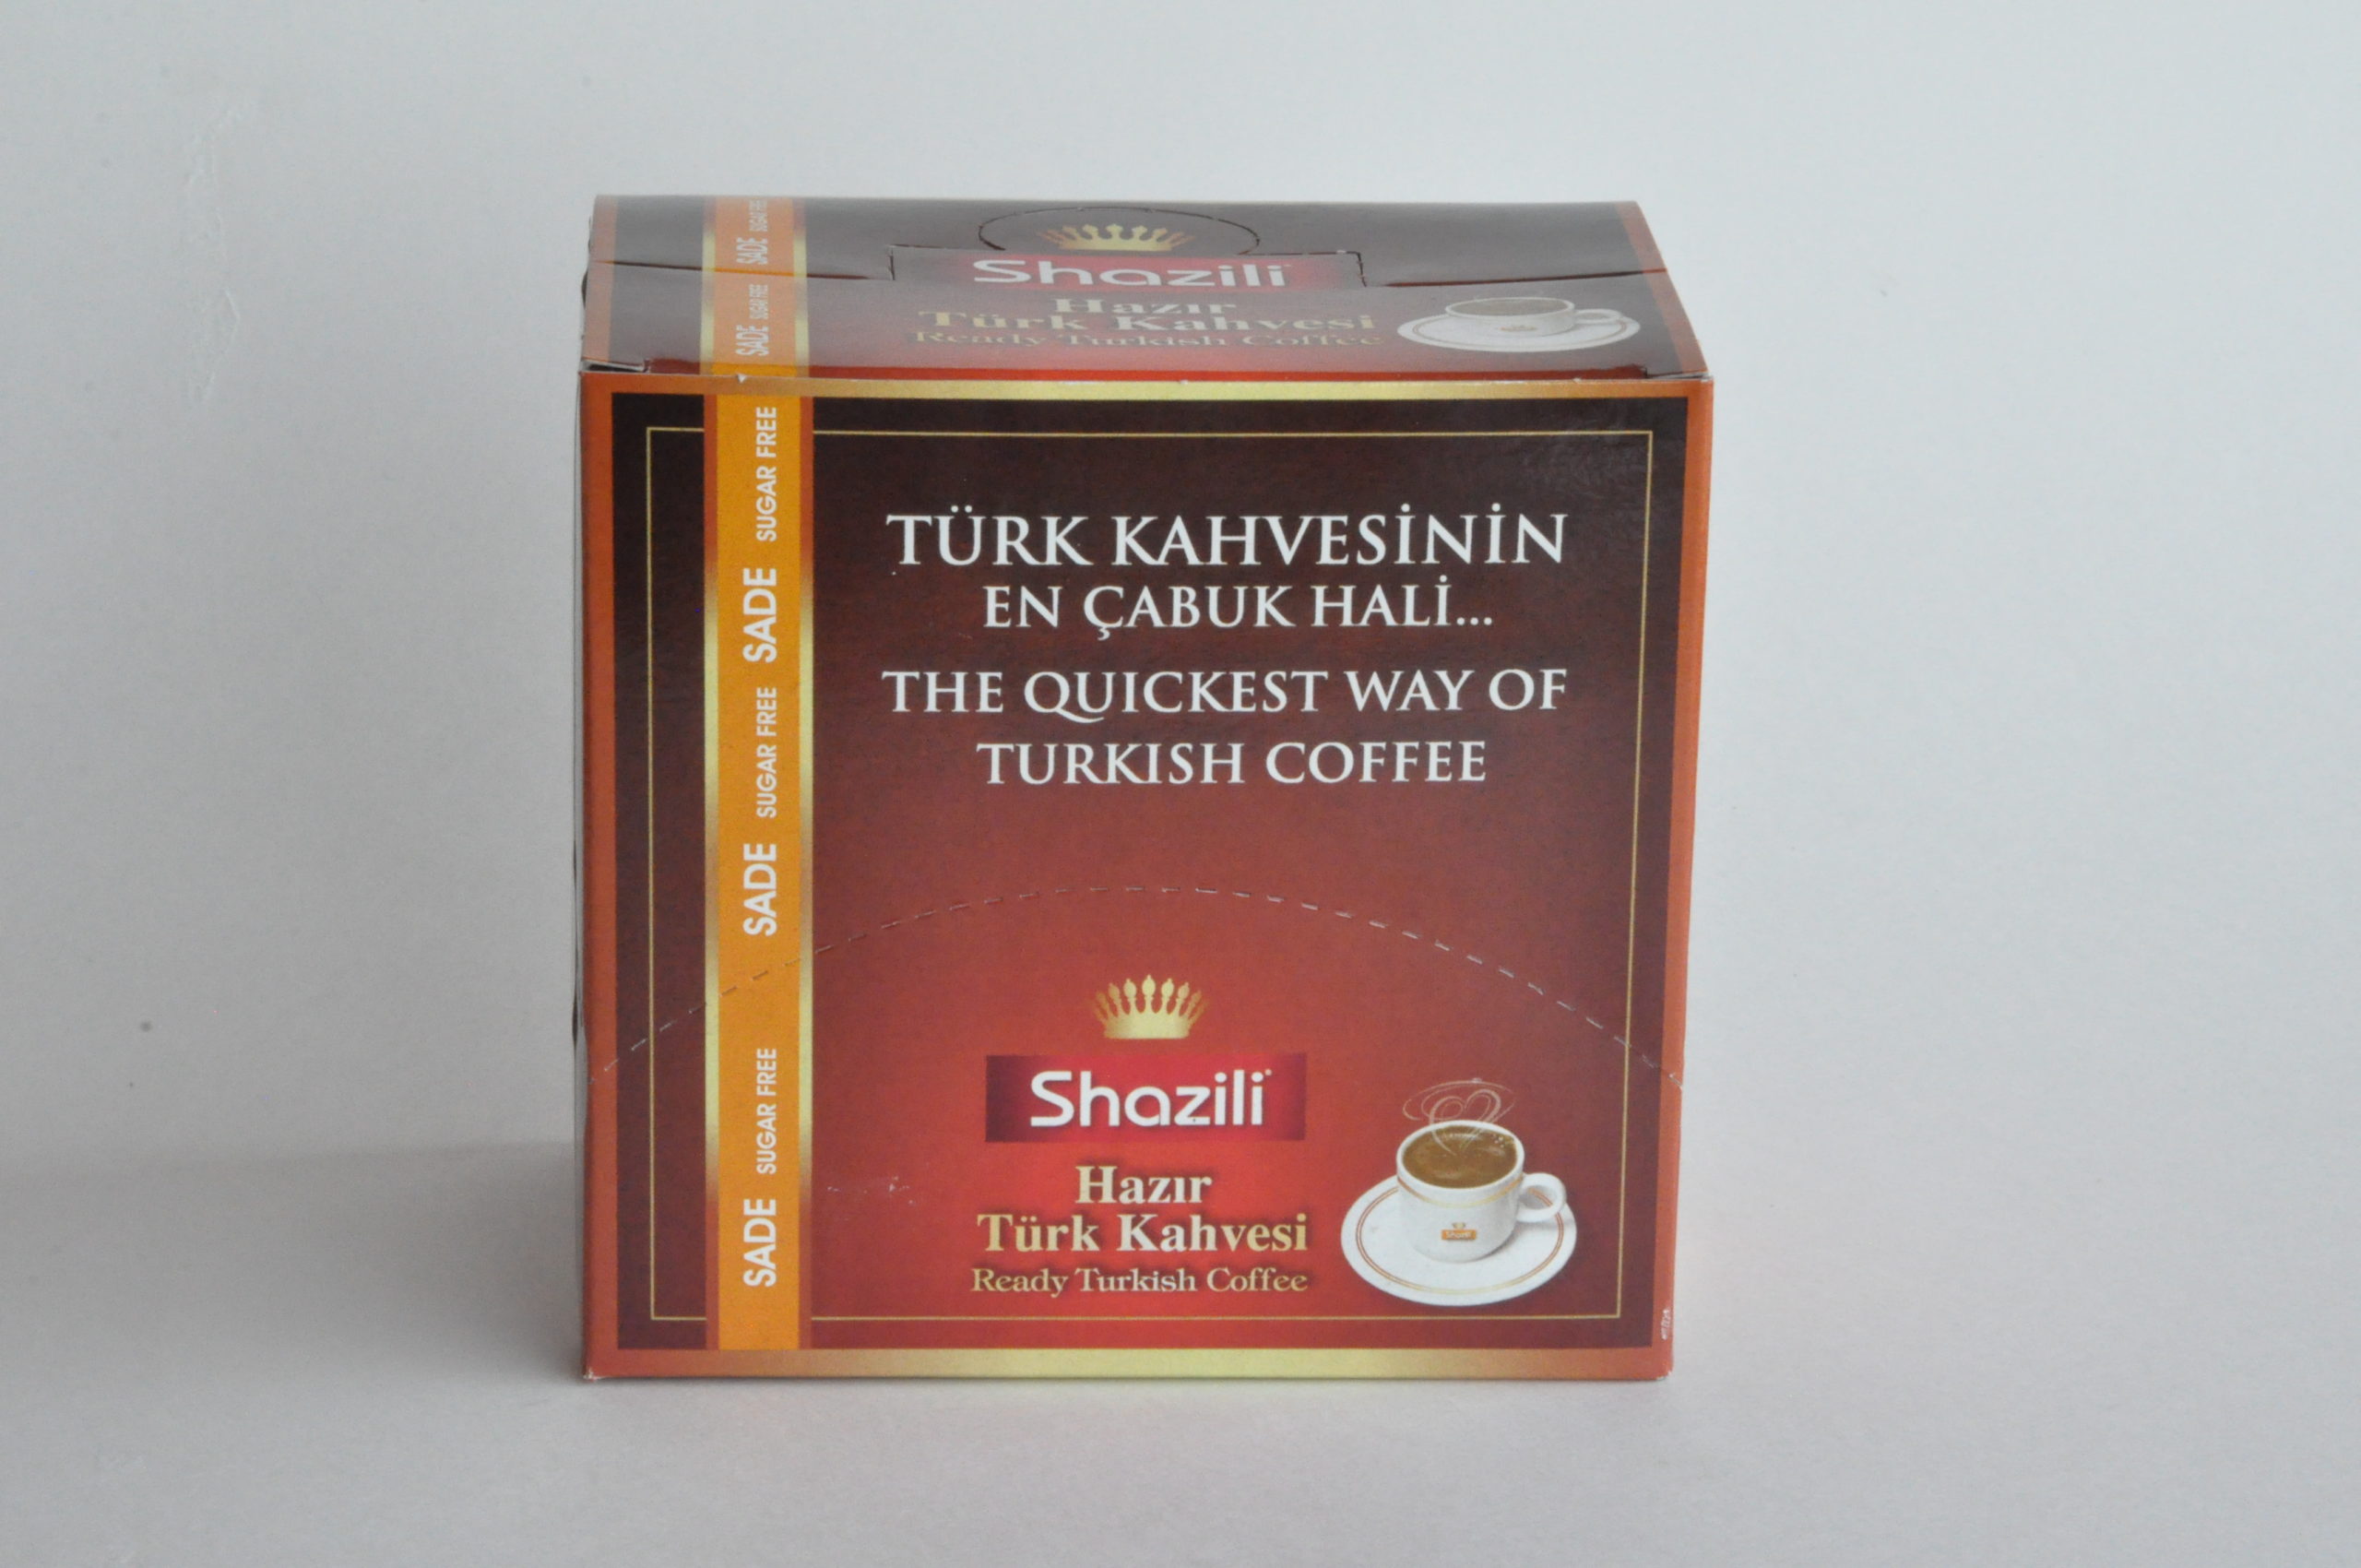 Shazili
Hazır
Türk Kahvesi
Ready Turkish Coffee
SADE SUGAR FREE SADE SUGAR FREE
TÜRK KAHVESİNİN
EN ÇABUK HALİ...
THE QUICKEST WAY OF
TURKISH COFFEE
SADE SUGAR FREE SADE SUGAR FREE SADE SUGAR FREE
Shazili
Hazır
Türk Kahvesi
Ready Turkish Coffee
Shazili